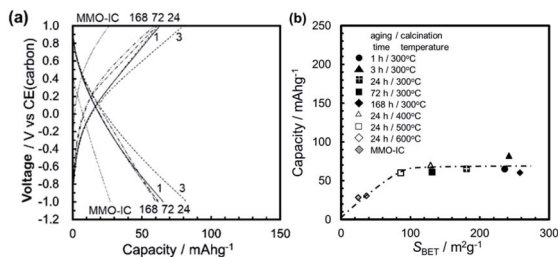 (a)
MMO-IC 168 72 24
1.0
0.8
0.6
0.4
0.2
0.0
-0.2
-0.4
-0.6
-0.8
-1.0
-1.2
Voltage / V vs CE(carbon)
1
3
1
3
MMO-IC 168 72 24
0 50 100 150
Capacity / mAhg-1
(b)
250
200
150
100
50
0
Capacity / mAhg-1
aging / calcination
time temperature
1 h / 300oC
3 h / 300oC
24 h / 300oC
72 h / 300oC
168 h / 300oC
24 h / 400oC
24 h / 500oC
24 h / 600oC
MMO-IC
0 100 200 300
SBET / m2g-1